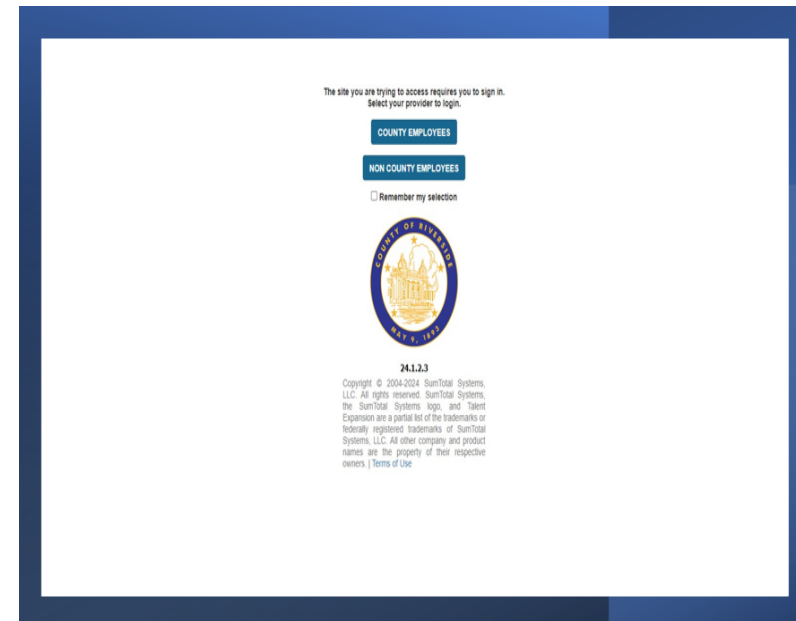 The site you are trying to access requires you to sign in.
Select your provider to login.
COUNTY EMPLOYEES
NON COUNTY EMPLOYEES
Remember my selection
COUNTY OF RIVERSIDE
MAY 9, 1893
24.1.2.3
Copyright © 2004-2024 SumTotal Systems,
LLC. All rights reserved. SumTotal Systems,
the SumTotal Systems logo, and Talent
Expansion are a partial list of the trademarks or
federally registered trademarks of SumTotal
Systems, LLC. All other company and product
names are the property of their respective
owners. | Terms of Use